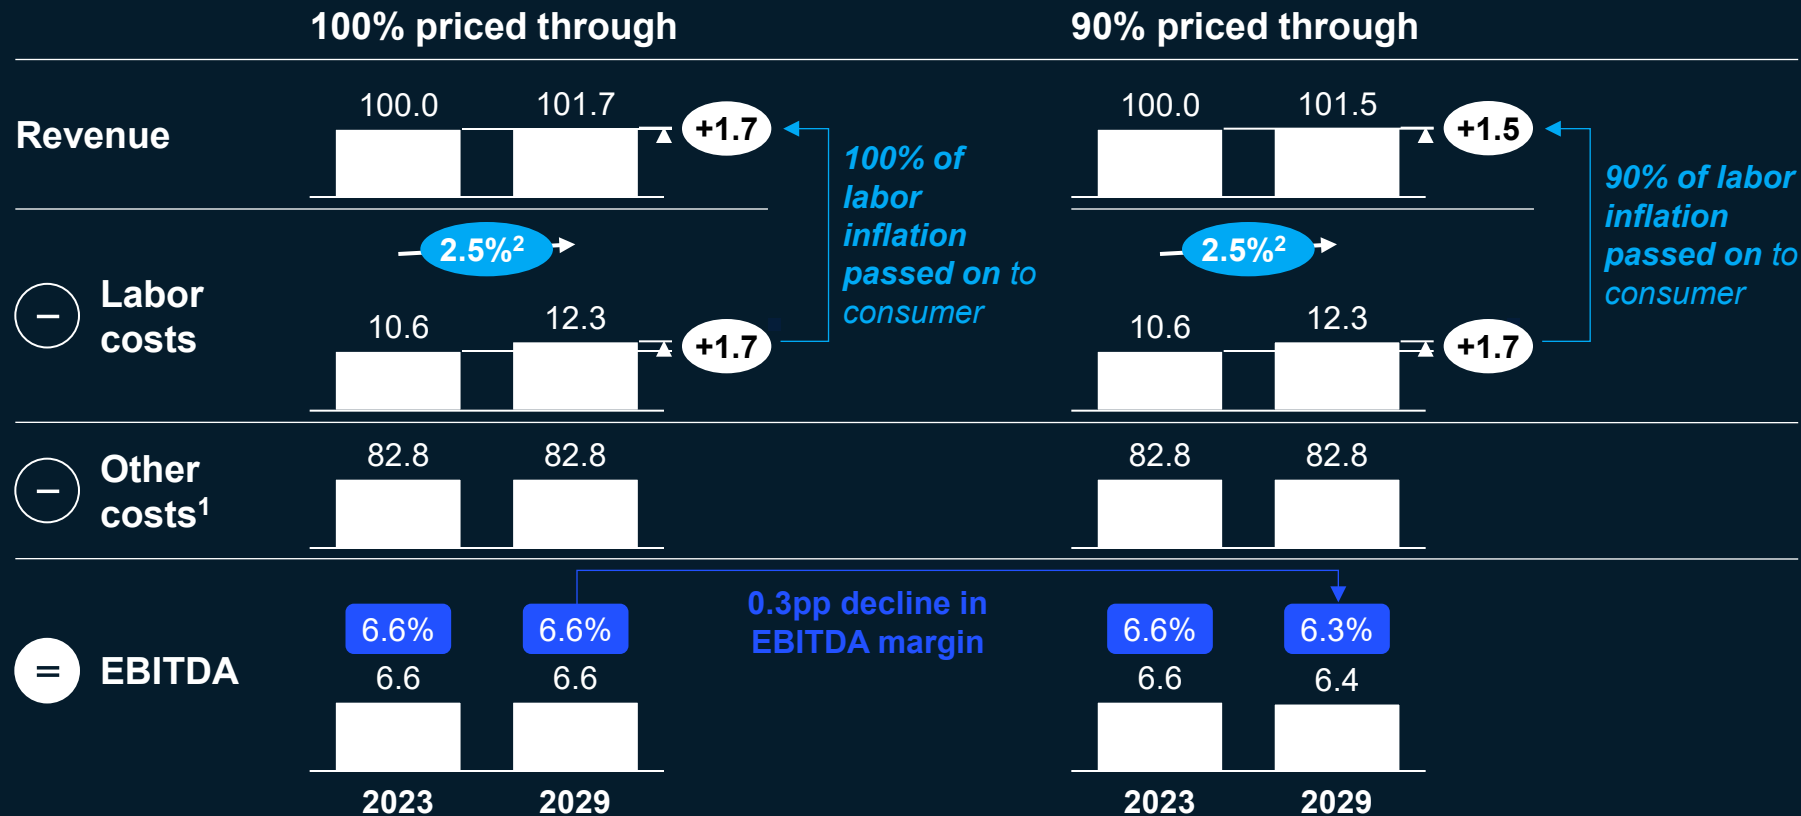 100% priced through
90% priced through
Revenue
100.0
101.7
+1.7
100% of
labor
inflation
passed on to
consumer
100.0
101.5
+1.5
90% of labor
inflation
passed on to
consumer
2.5%²
2.5%²
– Labor
costs
10.6
12.3
+1.7
10.6
12.3
+1.7
– Other
costs¹
82.8
82.8
82.8
82.8
= EBITDA
6.6%
6.6%
0.3pp decline in
EBITDA margin
6.6%
6.3%
6.6
6.6
6.6
6.4
2023
2029
2023
2029